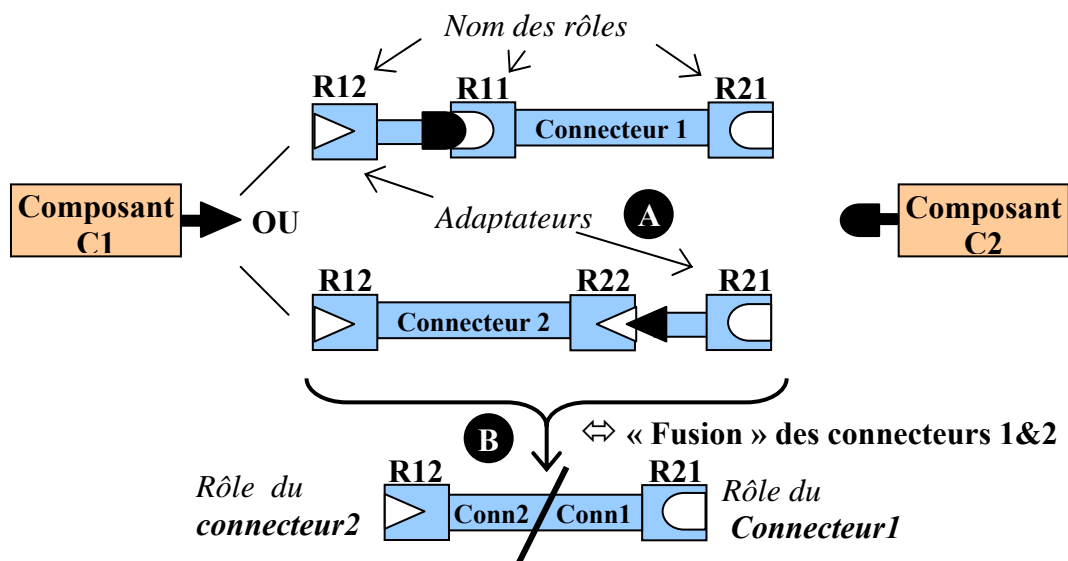 Nom des rôles
R12 R11 R21
Connecteur 1
Composant
C1
OU
Adaptateurs
A
Composant
C2
R12 R22 R21
Connecteur 2
B
⇔ « Fusion » des connecteurs 1&2
R12 R21
Rôle du
connecteur2
Conn2 Conn1
Rôle du
Connecteur1